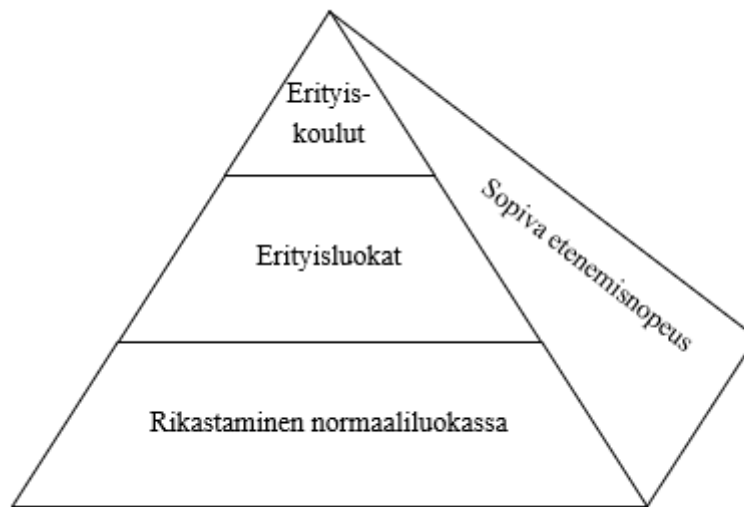 Erityis-
koulut
Erityisluokat
Rikastaminen normaaliluokassa
Sopiva etenemisnopeus